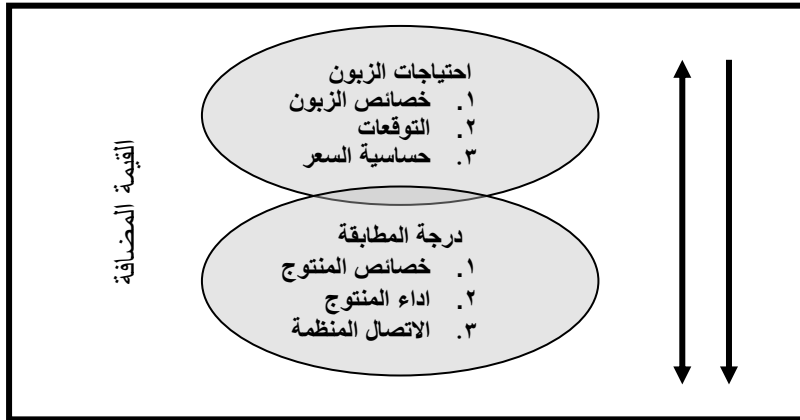 احتياجات الزبون
١. خصائص الزبون
٢. التوقعات
٣. حساسية السعر
درجة المطابقة
١. خصائص المنتوج
٢. اداء المنتوج
٣. الاتصال المنظمة
القيمة المضافة